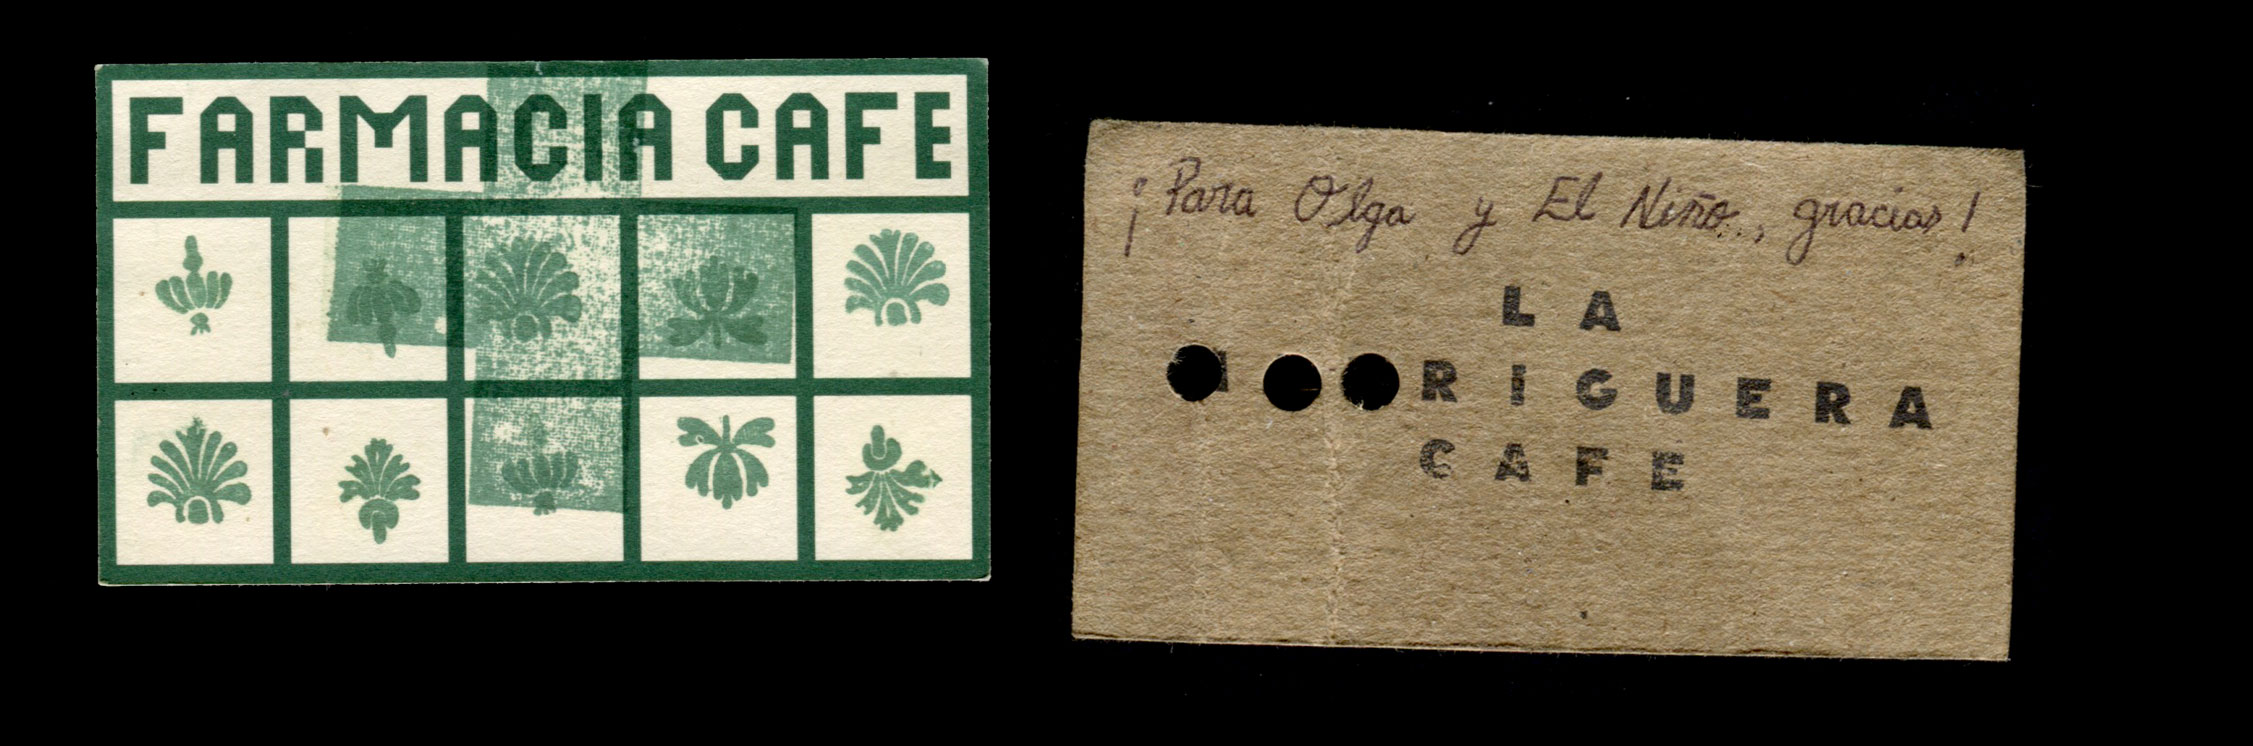 FARMACIA CAFE
¡Para Olga y El Niño., gracias!
LA
RIGUERA
CAFE